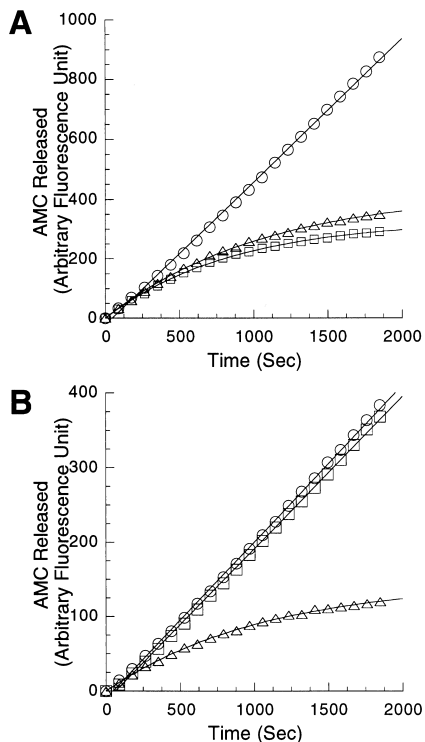 A
AMC Released
(Arbitrary Fluorescence Unit)
1000
800
600
400
200
0
0 500 1000 1500 2000
Time (Sec)
B
AMC Released
(Arbitrary Fluorescence Unit)
400
300
200
100
0
0 500 1000 1500 2000
Time (Sec)